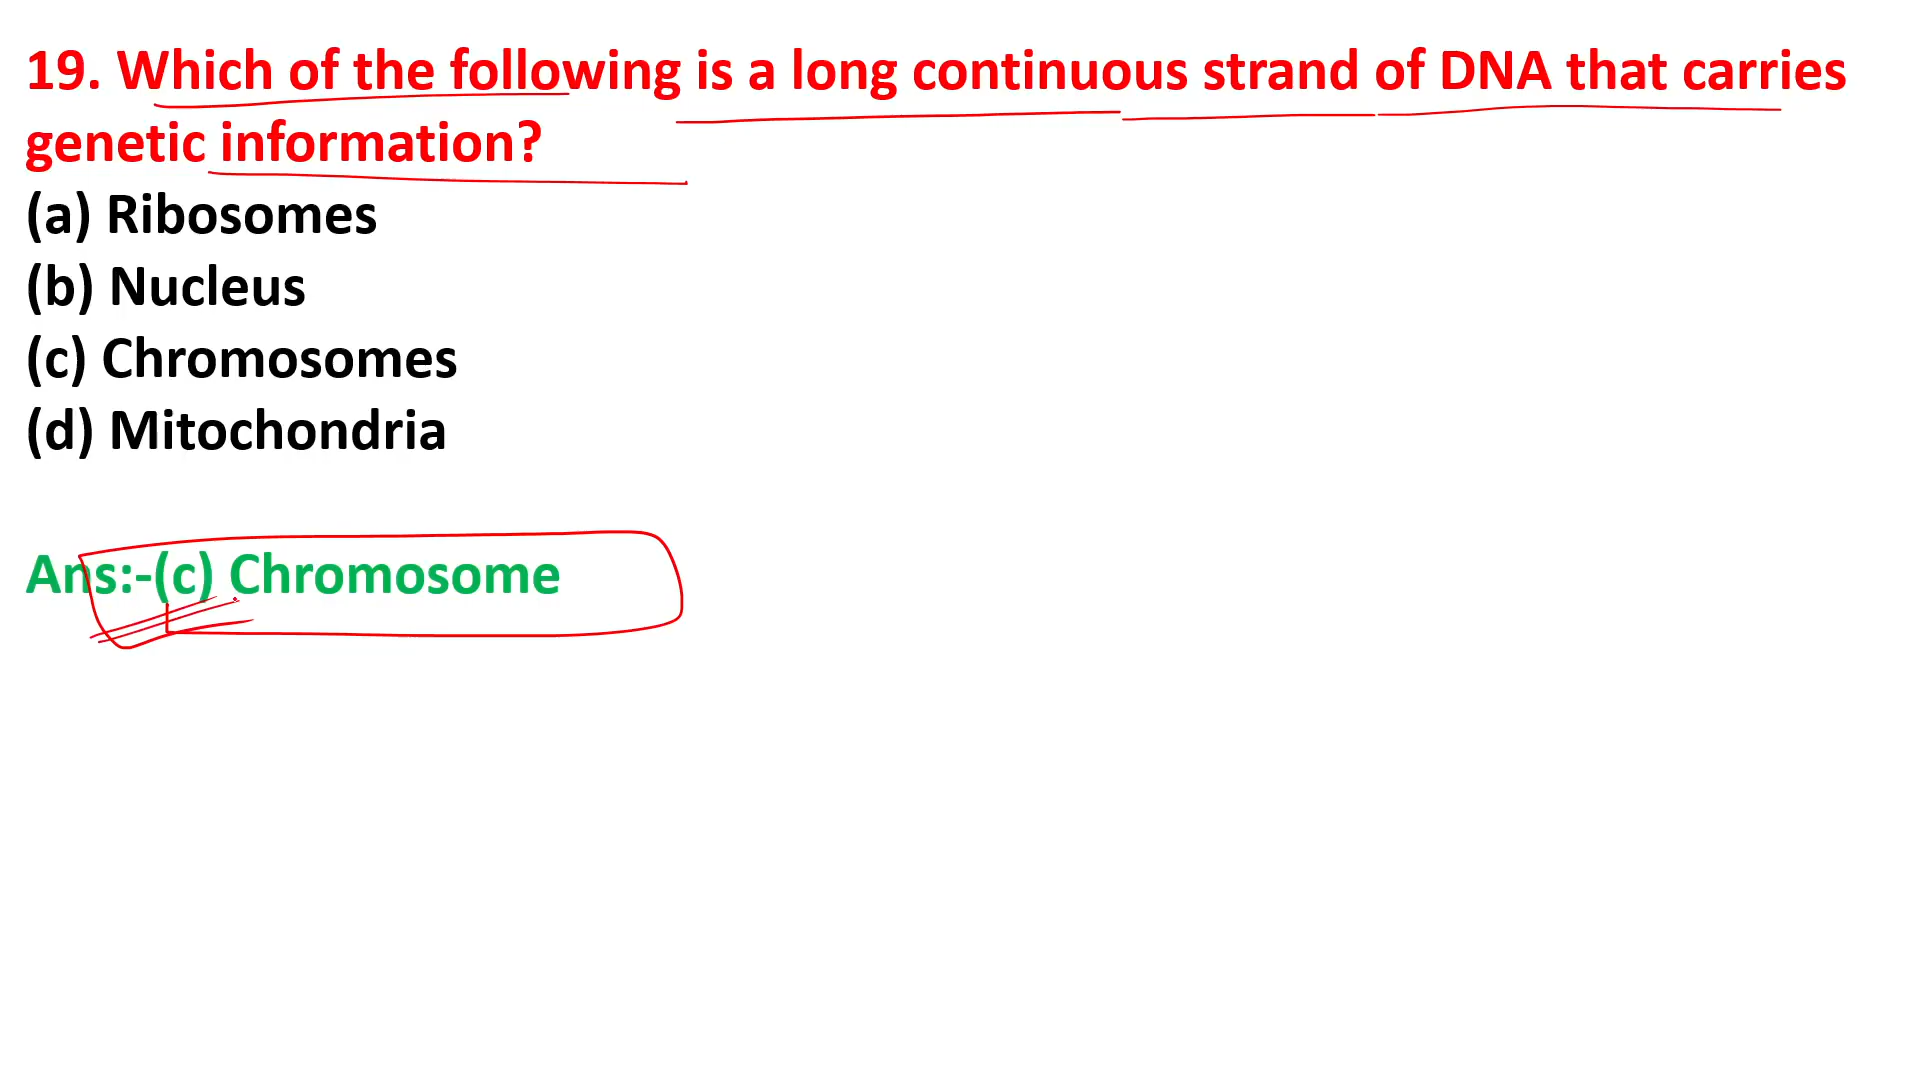 19. Which of the following is a long continuous strand of DNA that carries
genetic information?
(a) Ribosomes
(b) Nucleus
(c) Chromosomes
(d) Mitochondria
Ans:-(c) Chromosome